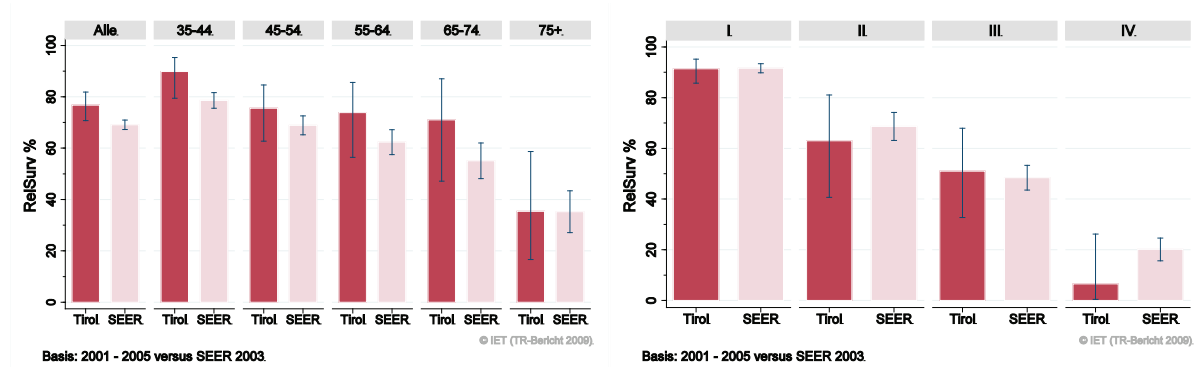 Alle. 35-44. 45-54. 55-64. 65-74. 75+.
RelSurv %
100
80
60
40
20
0
Tirol. SEER. Tirol. SEER. Tirol. SEER. Tirol. SEER. Tirol. SEER. Tirol. SEER.
© IET (TR-Bericht 2009).
Basis: 2001 - 2005 versus SEER 2003.
I. II. III. IV.
RelSurv %
100
80
60
40
20
0
Tirol. SEER. Tirol. SEER. Tirol. SEER. Tirol. SEER.
© IET (TR-Bericht 2009).
Basis: 2001 - 2005 versus SEER 2003.